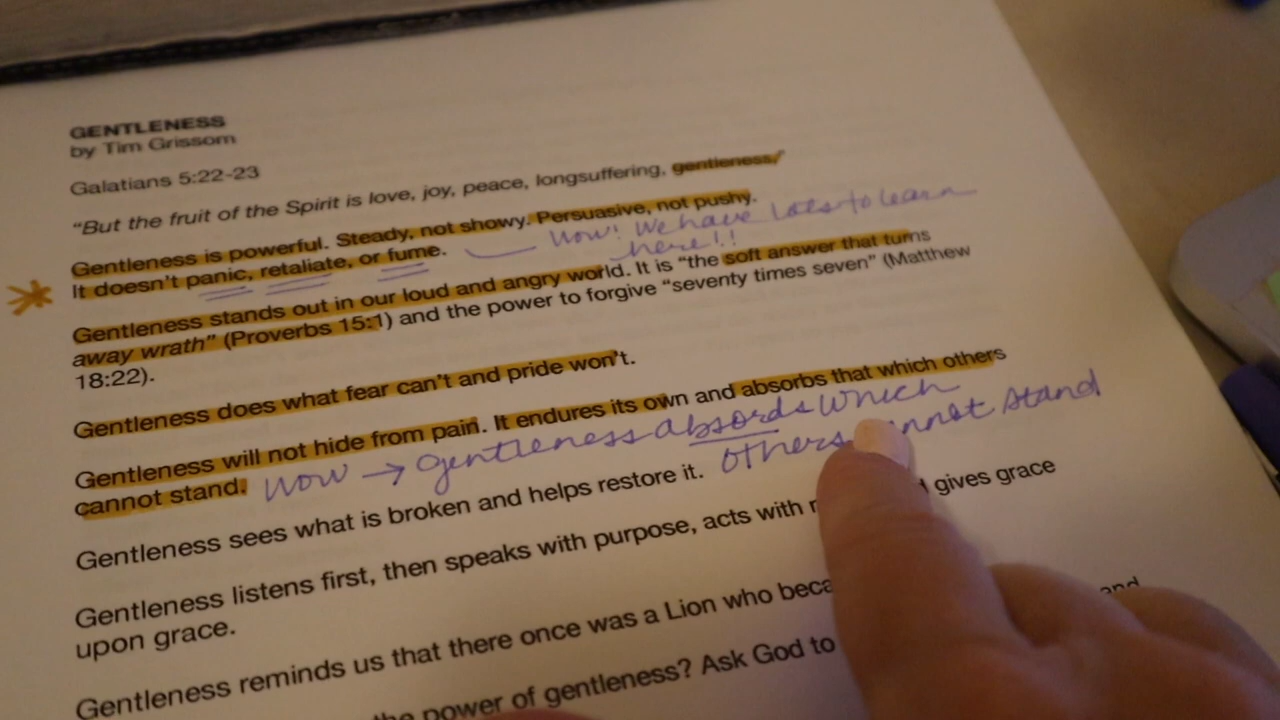 GENTLENESS
by Tim Grissom
Galatians 5:22-23
"But the fruit of the Spirit is love, joy, peace, longsuffering, gentleness,"
Gentleness is powerful. Steady, not showy. Persuasive, not pushy.
It doesn't panic, retaliate, or fume.
Wow! We have lots to learn
here!!
Gentleness stands out in our loud and angry world. It is "the soft answer that turns
away wrath" (Proverbs 15:1) and the power to forgive "seventy times seven" (Matthew
18:22).
Gentleness does what fear can't and pride won't.
Gentleness will not hide from pain. It endures its own and absorbs that which others
cannot stand.
wow → gentleness absords which
others stand
Gentleness sees what is broken and helps restore it.
Gentleness listens first, then speaks with purpose, acts with gives grace
upon grace.
Gentleness reminds us that there once was a Lion who and
power of gentleness? Ask God to